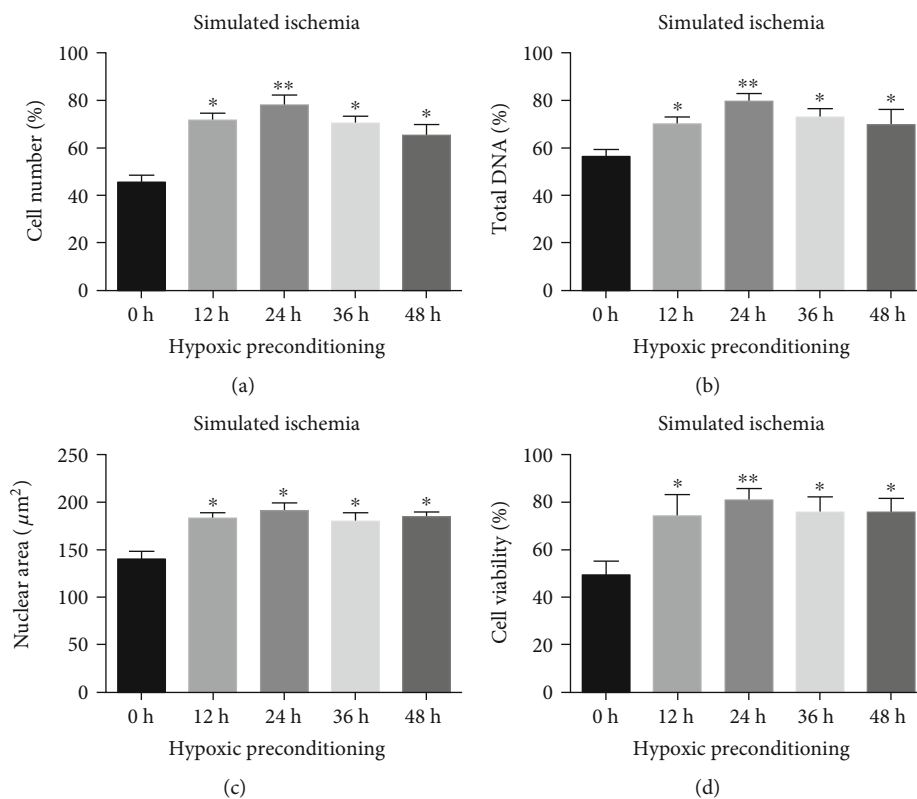 Simulated ischemia
100
80
60
40
20
0
Cell number (%)
* ** * *
0 h 12 h 24 h 36 h 48 h
Hypoxic preconditioning
(a)
Simulated ischemia
100
80
60
40
20
0
Total DNA (%)
* ** * *
0 h 12 h 24 h 36 h 48 h
Hypoxic preconditioning
(b)
Simulated ischemia
250
200
150
100
50
0
Nuclear area (μm²)
* * * *
0 h 12 h 24 h 36 h 48 h
Hypoxic preconditioning
(c)
Simulated ischemia
100
80
60
40
20
0
Cell viability (%)
* ** * *
0 h 12 h 24 h 36 h 48 h
Hypoxic preconditioning
(d)